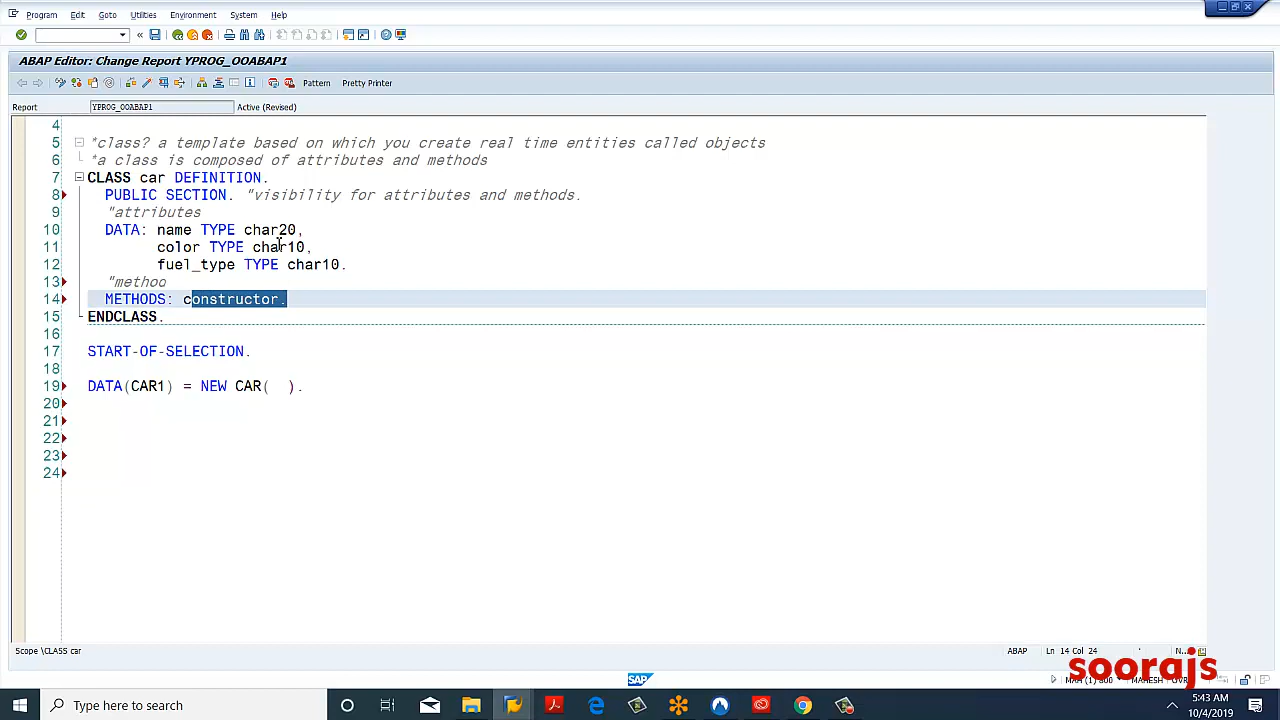 Program Edit Goto Utilities Environment System Help
ABAP Editor: Change Report YPROG_OOABAP1
Pattern Pretty Printer
Report YPROG_OOABAP1 Active (Revised)
4
5 *class? a template based on which you create real time entities called objects
6 *a class is composed of attributes and methods
7 CLASS car DEFINITION.
8 PUBLIC SECTION. "visibility for attributes and methods.
9 "attributes
10 DATA: name TYPE char20,
11 color TYPE char10,
12 fuel_type TYPE char10.
13 "method
14 METHODS: constructor.
15 ENDCLASS.
16
17 START-OF-SELECTION.
18
19 DATA(CAR1) = NEW CAR(  ).
20
21
22
23
24
Scope \CLASS car ABAP Ln 14 Col 24
soorajs
SAP
Type here to search
5:43 AM
10/4/2019